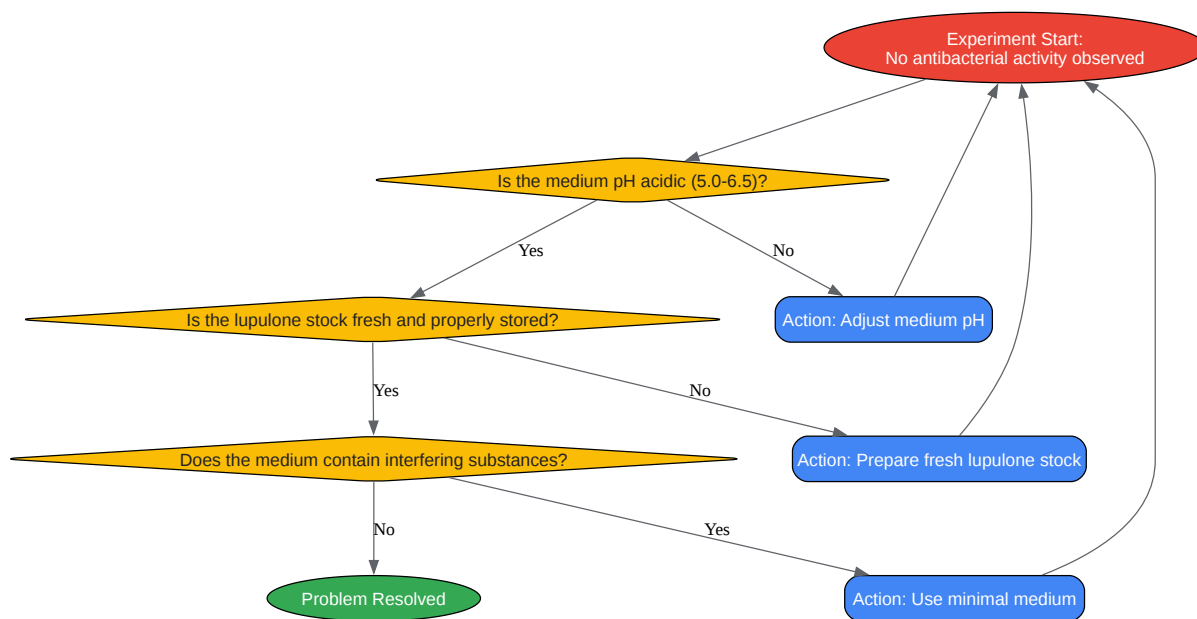 Experiment Start:
No antibacterial activity observed
Is the medium pH acidic (5.0-6.5)?
Yes
No
Is the lupulone stock fresh and properly stored?
Action: Adjust medium pH
Yes
No
Does the medium contain interfering substances?
Action: Prepare fresh lupulone stock
No
Yes
Problem Resolved
Action: Use minimal medium